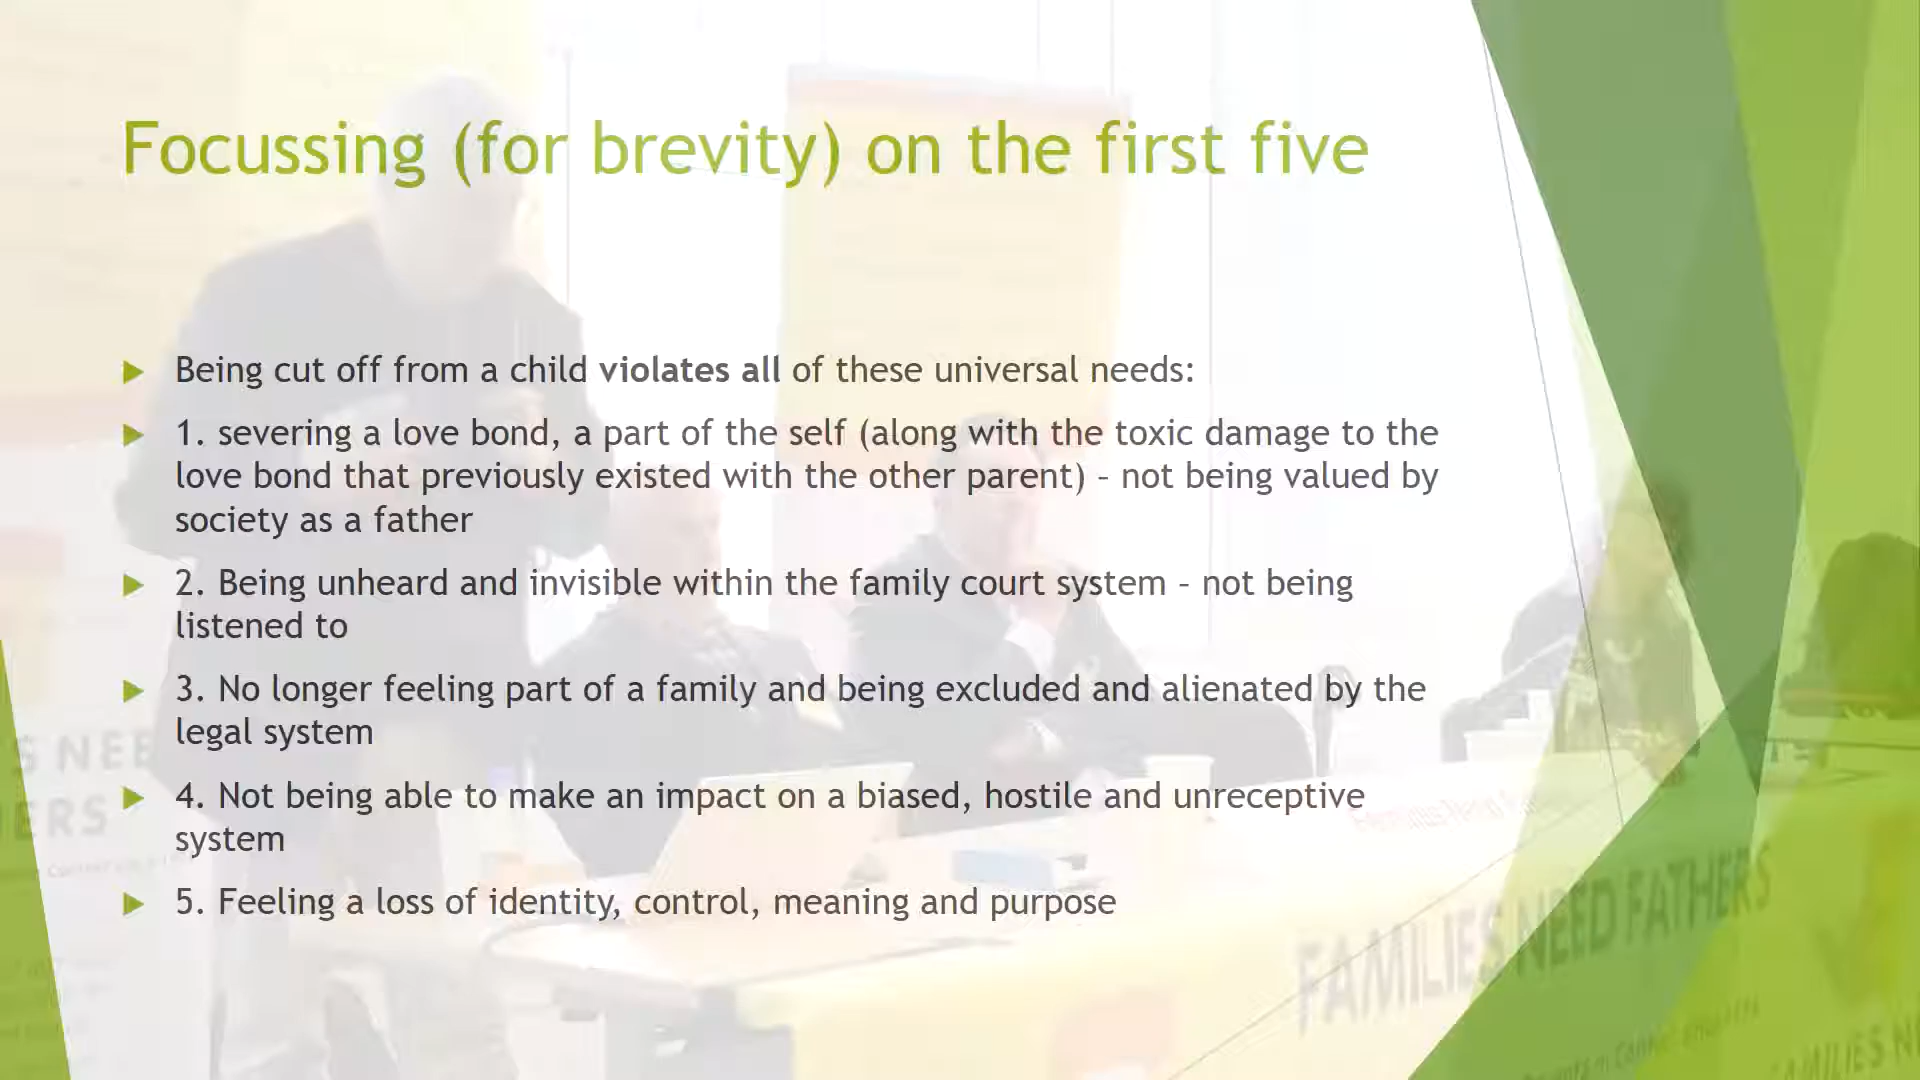 Focussing (for brevity) on the first five
Being cut off from a child violates all of these universal needs:
1. severing a love bond, a part of the self (along with the toxic damage to the
love bond that previously existed with the other parent) – not being valued by
society as a father
2. Being unheard and invisible within the family court system – not being
listened to
3. No longer feeling part of a family and being excluded and alienated by the
legal system
4. Not being able to make an impact on a biased, hostile and unreceptive
system
5. Feeling a loss of identity, control, meaning and purpose
S NEE
ERS
FAMILIES NEED FATHERS